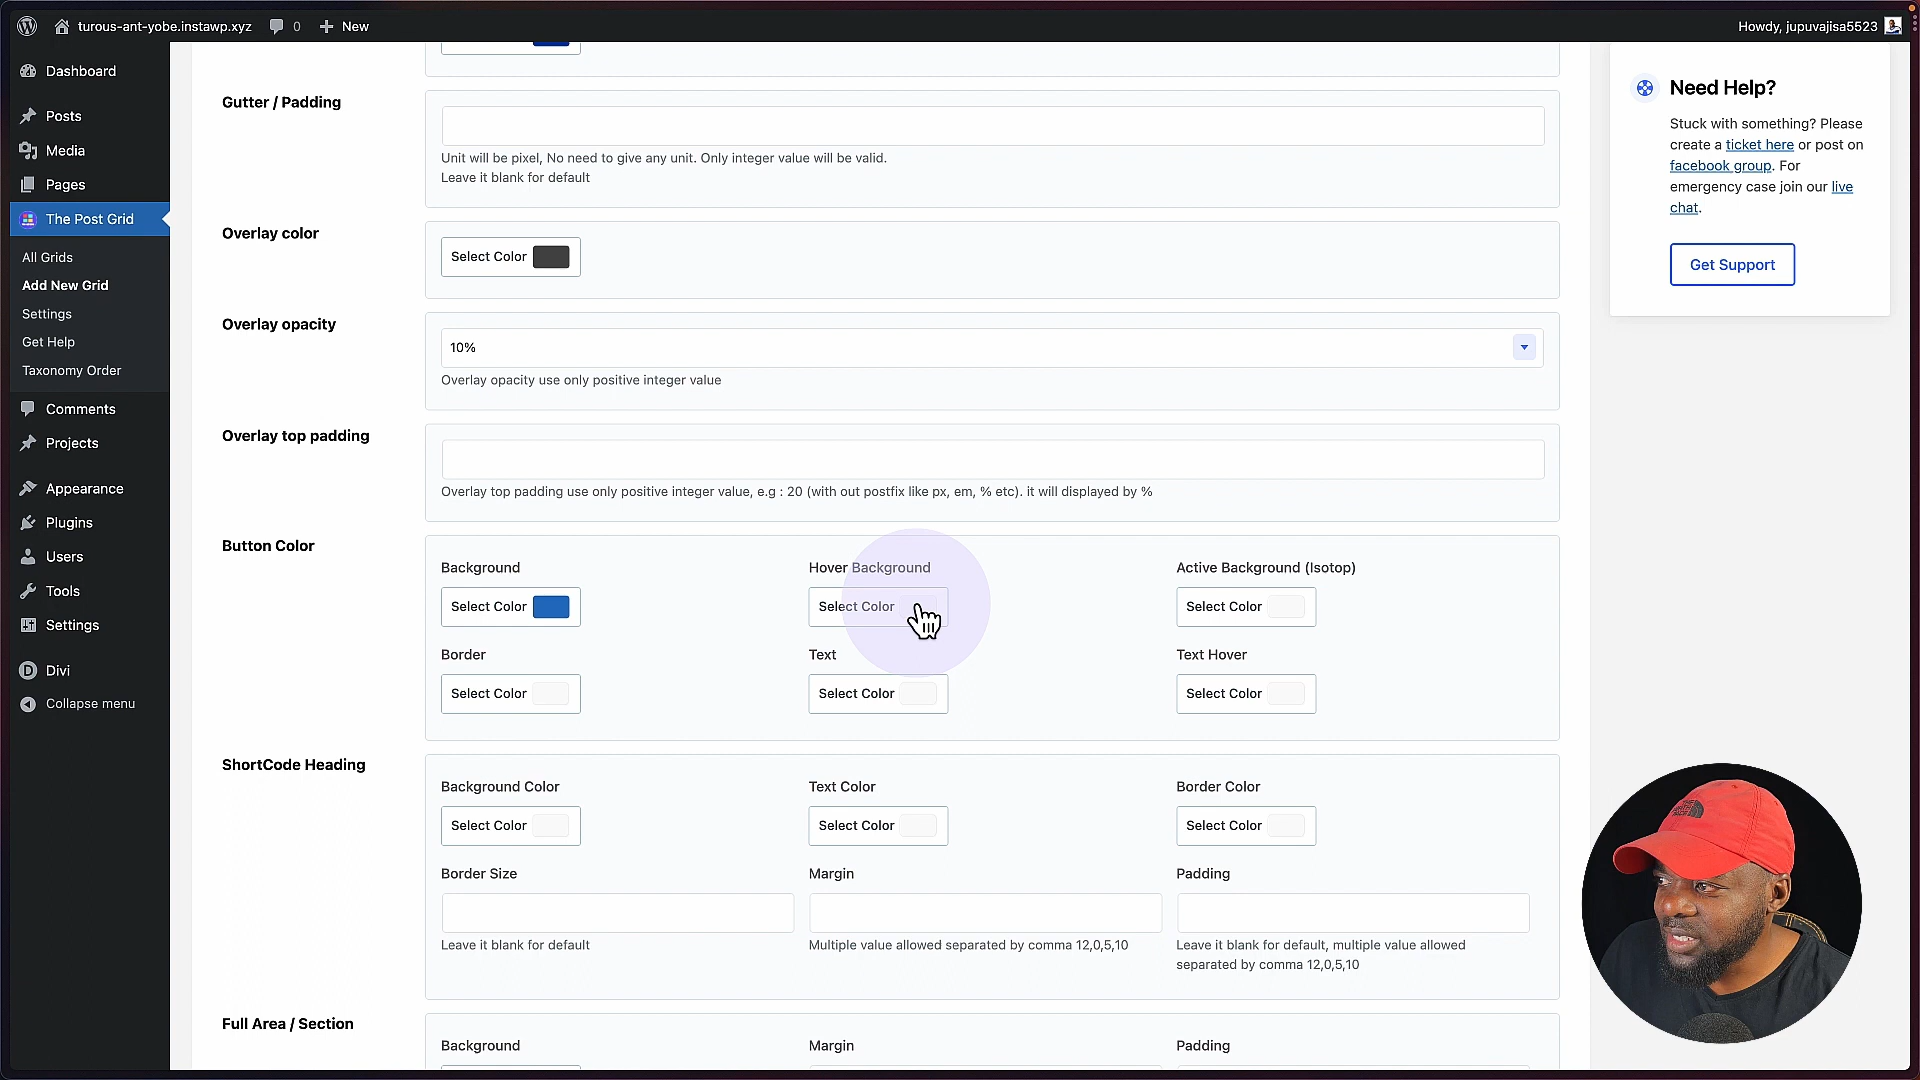 turous-ant-yobe.instawp.xyz 0 New Howdy, jupuvajisa5523
Dashboard
Posts
Media
Pages
The Post Grid
All Grids
Add New Grid
Settings
Get Help
Taxonomy Order
Comments
Projects
Appearance
Plugins
Users
Tools
Settings
Divi
Collapse menu
Gutter / Padding
Unit will be pixel, No need to give any unit. Only integer value will be valid.
Leave it blank for default
Overlay color
Select Color
Overlay opacity
10%
Overlay opacity use only positive integer value
Overlay top padding
Overlay top padding use only positive integer value, e.g : 20 (with out postfix like px, em, % etc). it will displayed by %
Button Color
Background Hover Background Active Background (Isotop)
Select Color Select Color Select Color
Border Text Text Hover
Select Color Select Color Select Color
ShortCode Heading
Background Color Text Color Border Color
Select Color Select Color Select Color
Border Size Margin Padding
Leave it blank for default Multiple value allowed separated by comma 12,0,5,10 Leave it blank for default, multiple value allowed
separated by comma 12,0,5,10
Full Area / Section
Background Margin Padding
Need Help?
Stuck with something? Please
create a ticket here or post on
facebook group. For
emergency case join our live
chat.
Get Support